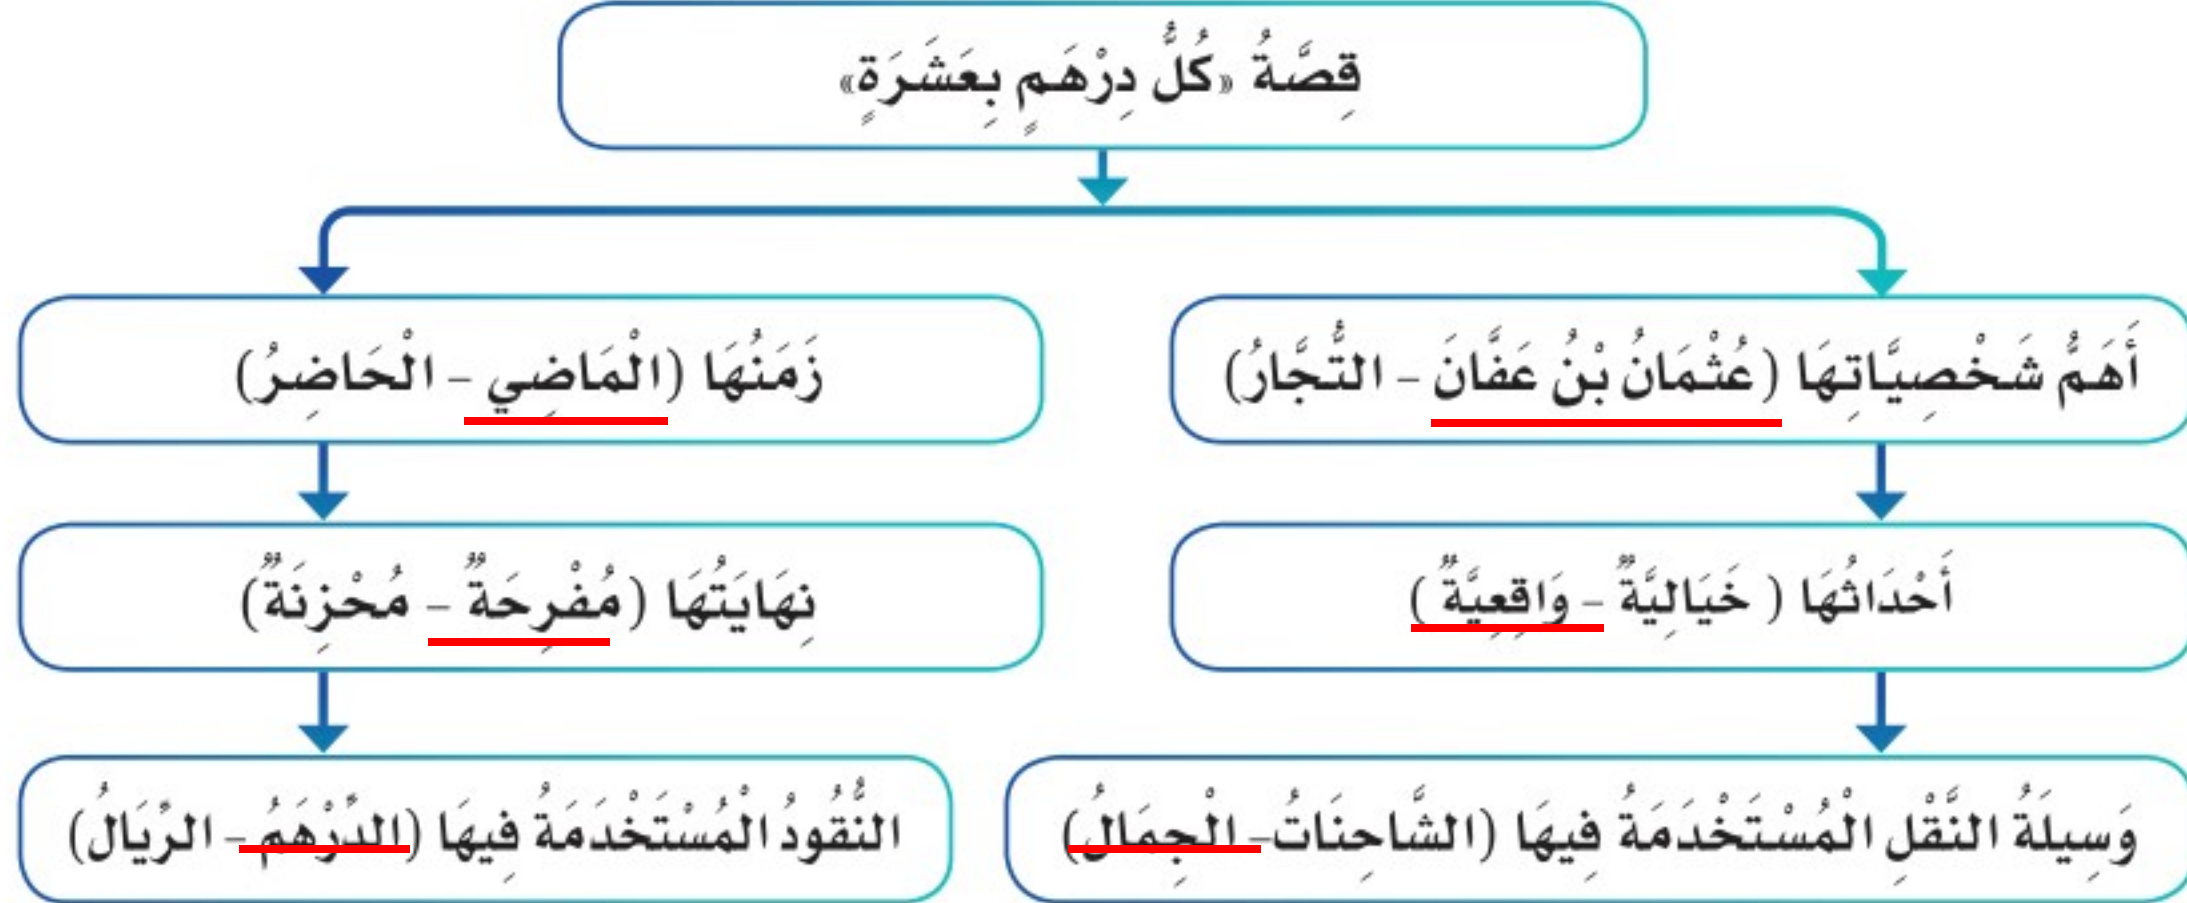 قِصَّةُ «كُلُّ دِرْهَمٍ بِعَشَرَةٍ»
أَهَمُّ شَخْصِيَّاتِهَا (عُثْمَانُ بْنُ عَفَّانَ – التُّجَّارُ)
زَمَنُهَا (الْمَاضِي – الْحَاضِرُ)
أَحْدَاثُهَا ( خَيَالِيَّةٌ – وَاقِعِيَّةٌ )
نِهَايَتُهَا (مُفْرِحَةٌ – مُحْزِنَةٌ)
وَسِيلَةُ النَّقْلِ الْمُسْتَخْدَمَةُ فِيهَا (الشَّاحِنَاتُ– الْجِمَالُ)
النُّقُودُ الْمُسْتَخْدَمَةُ فِيهَا (الدِّرْهَمُ – الرِّيَالُ)